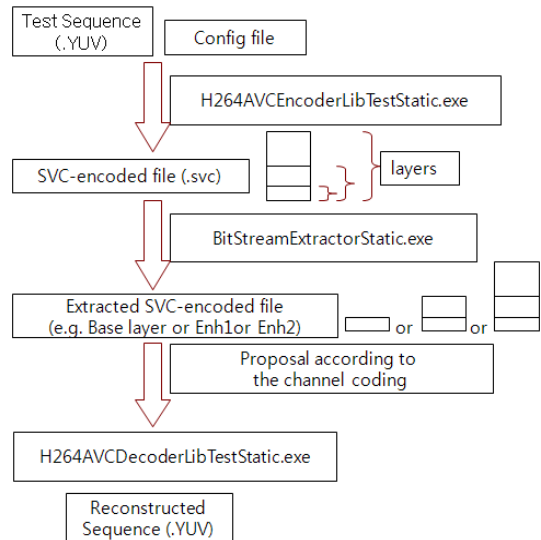 Test Sequence
(.YUV)
Config file
H264AVCEncoderLibTestStatic.exe
SVC-encoded file (.svc)
layers
BitStreamExtractorStatic.exe
Extracted SVC-encoded file
(e.g. Base layer or Enh1or Enh2)
or
or
Proposal according to
the channel coding
H264AVCDecoderLibTestStatic.exe
Reconstructed
Sequence (.YUV)